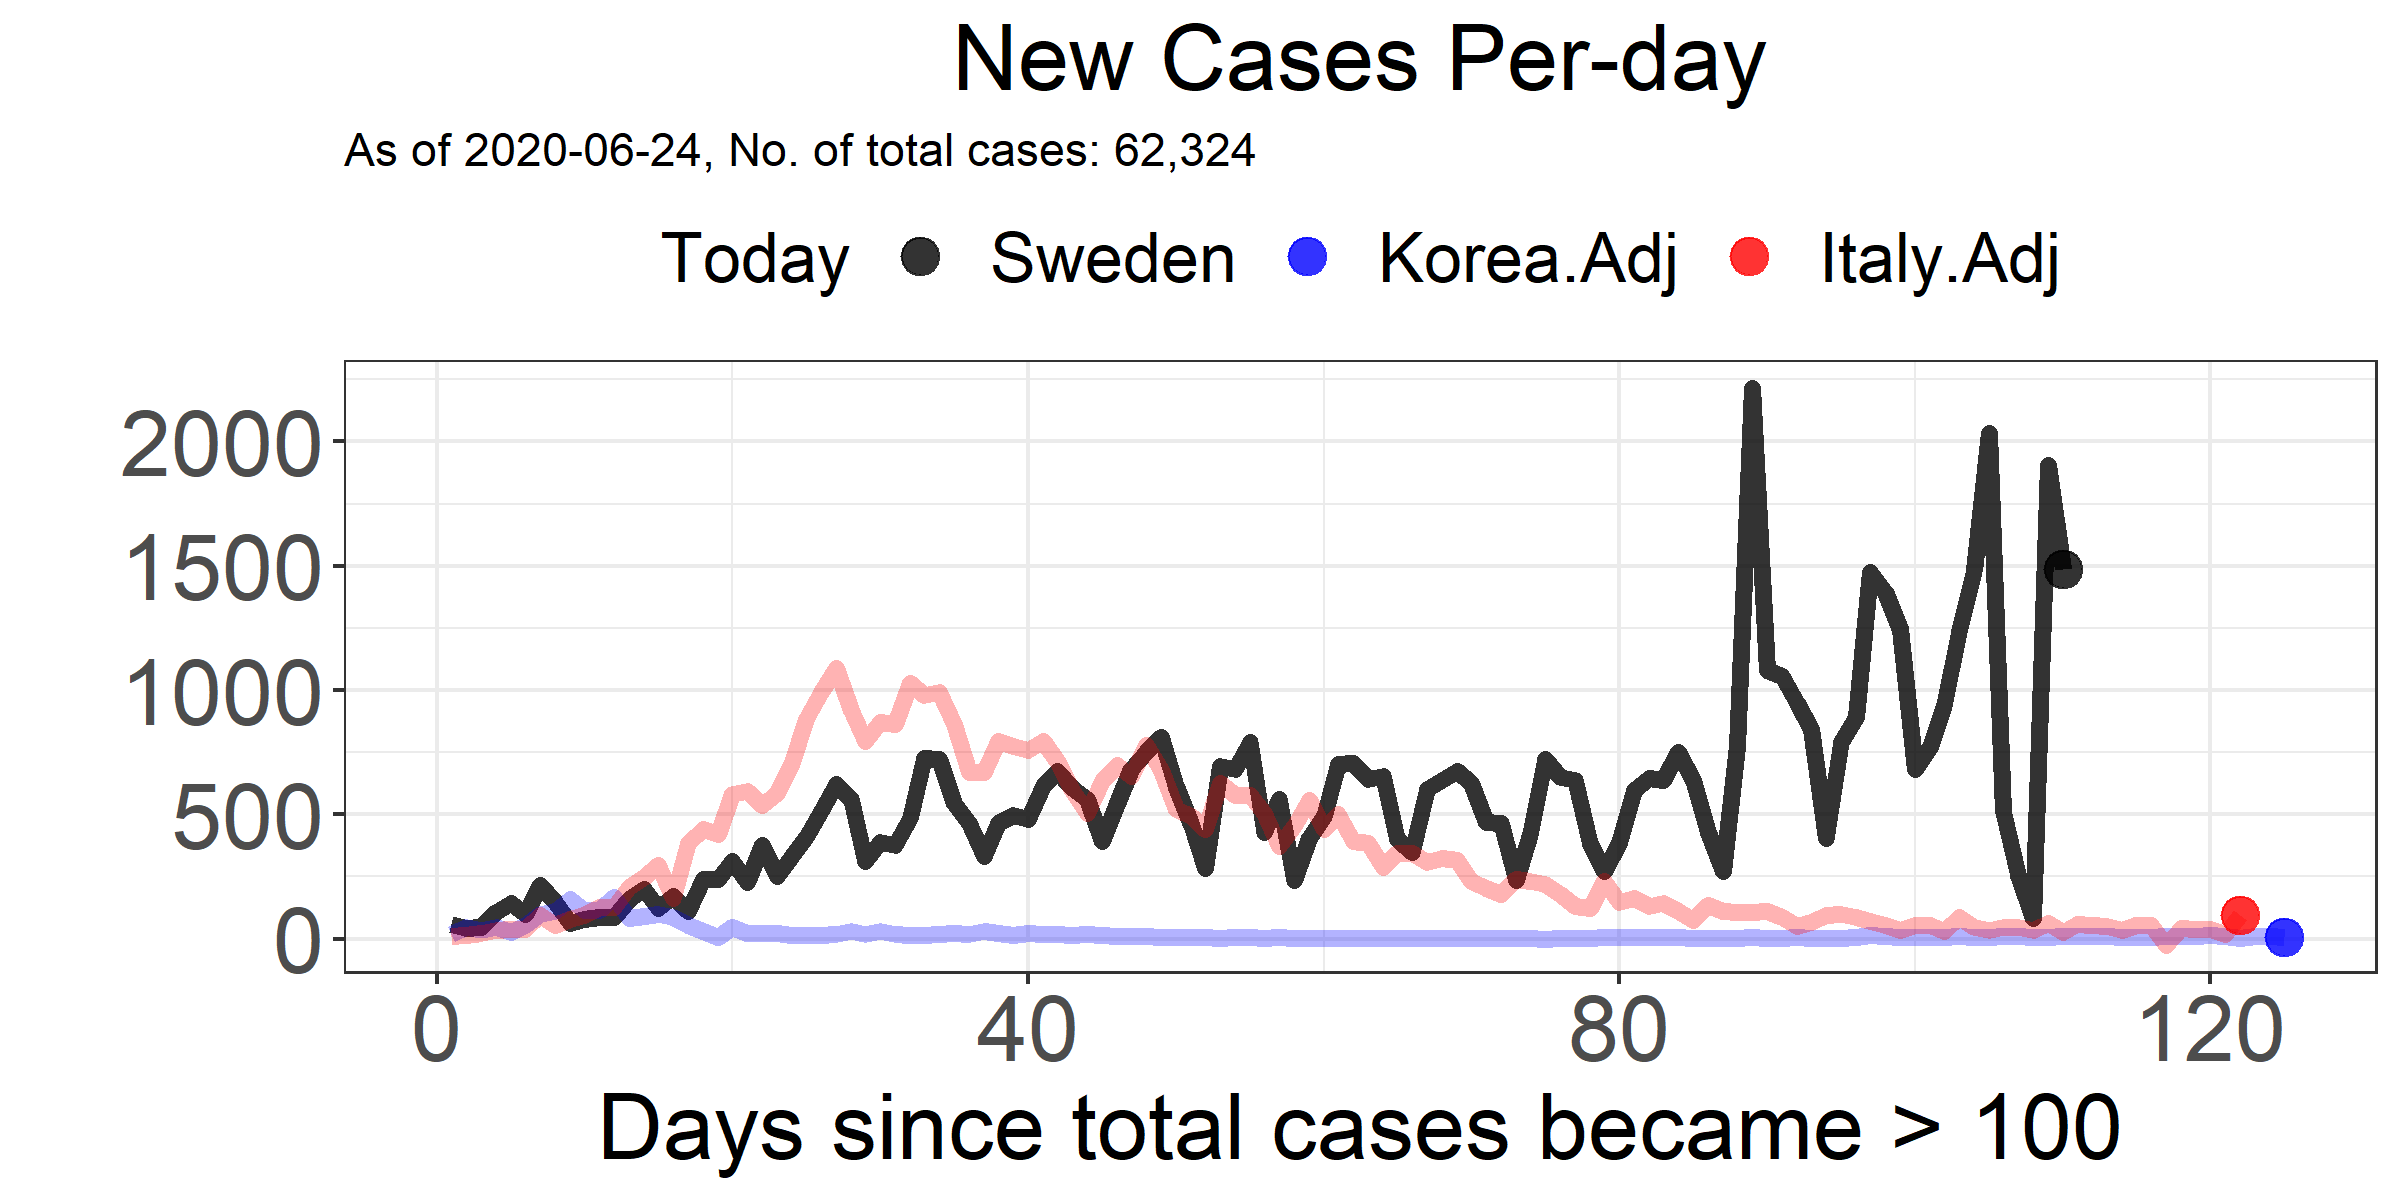 New Cases Per-day
As of 2020-06-24, No. of total cases: 62,324
Today Sweden Korea.Adj Italy.Adj
2000
1500
1000
500
0
0 40 80 120
Days since total cases became > 100